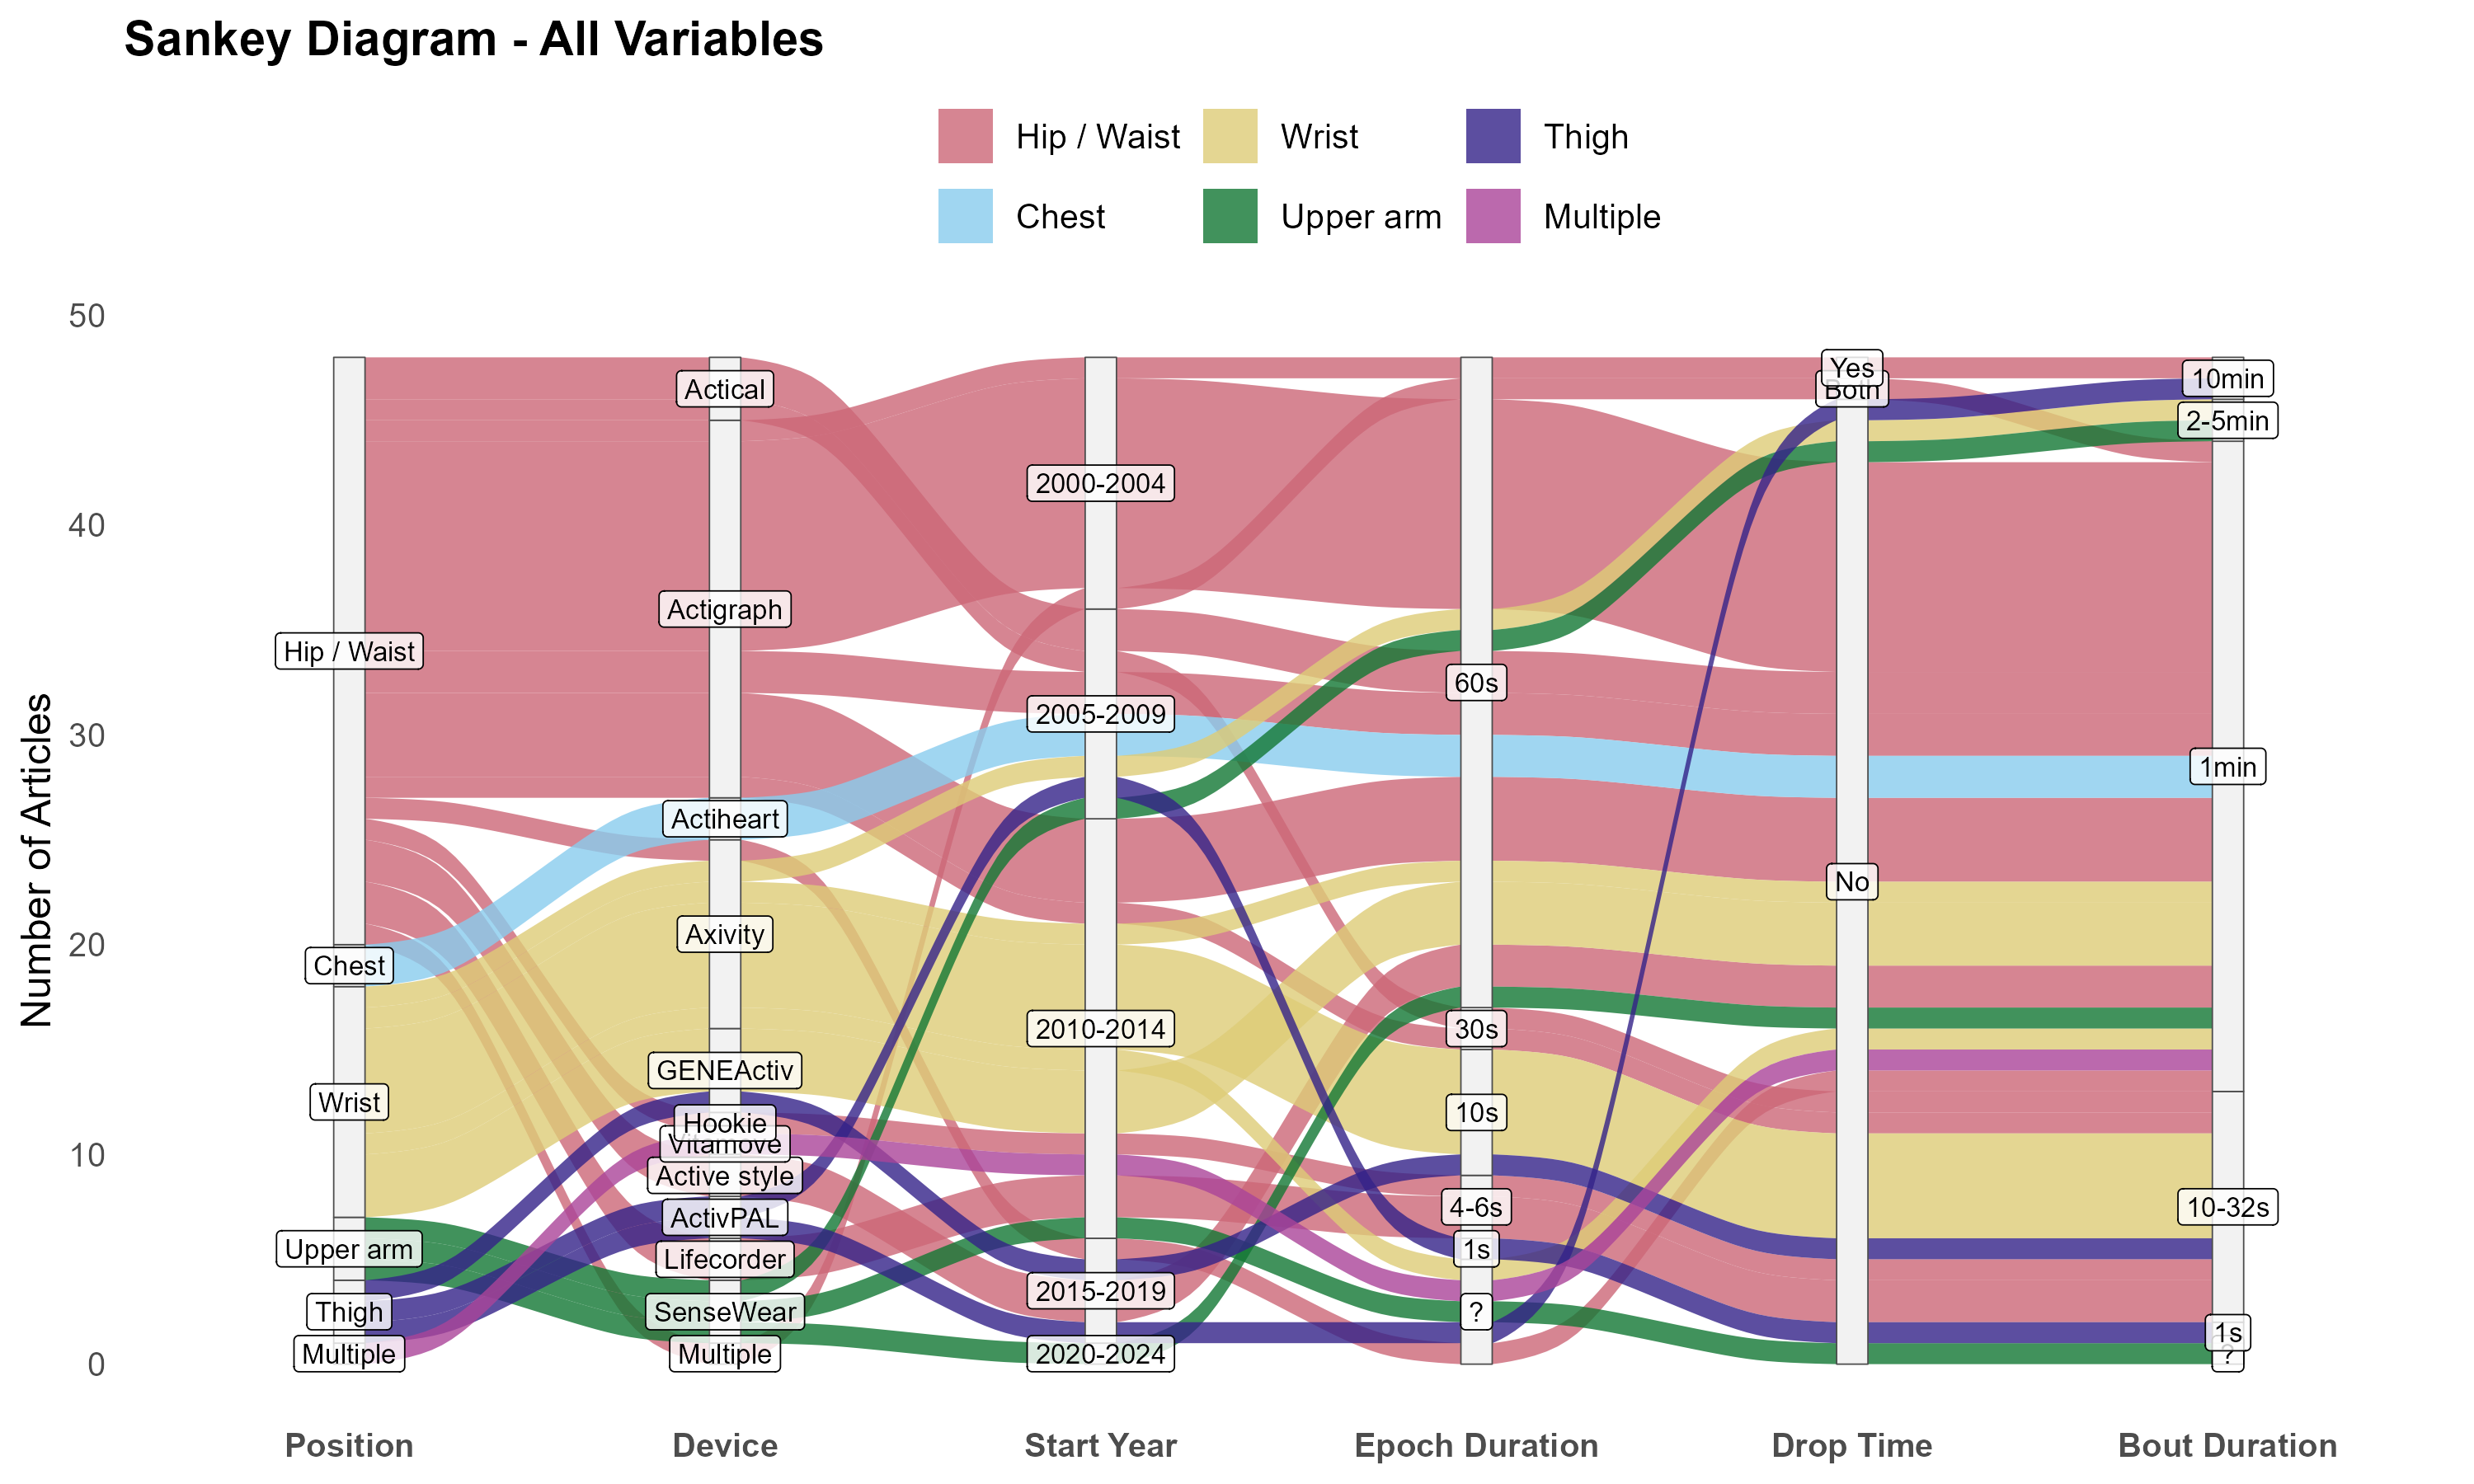 Sankey Diagram - All Variables
Hip / Waist
Wrist
Thigh
Chest
Upper arm
Multiple
Number of Articles
50
40
30
20
10
0
Hip / Waist
Chest
Wrist
Upper arm
Thigh
Multiple
Actical
Actigraph
Actiheart
Axivity
GENEActiv
Hookie
Vitamove
Active style
ActivPAL
Lifecorder
SenseWear
Multiple
2000-2004
2005-2009
2010-2014
2015-2019
2020-2024
60s
30s
10s
4-6s
1s
?
Yes
Both
No
10min
2-5min
1min
10-32s
1s
?
Position
Device
Start Year
Epoch Duration
Drop Time
Bout Duration